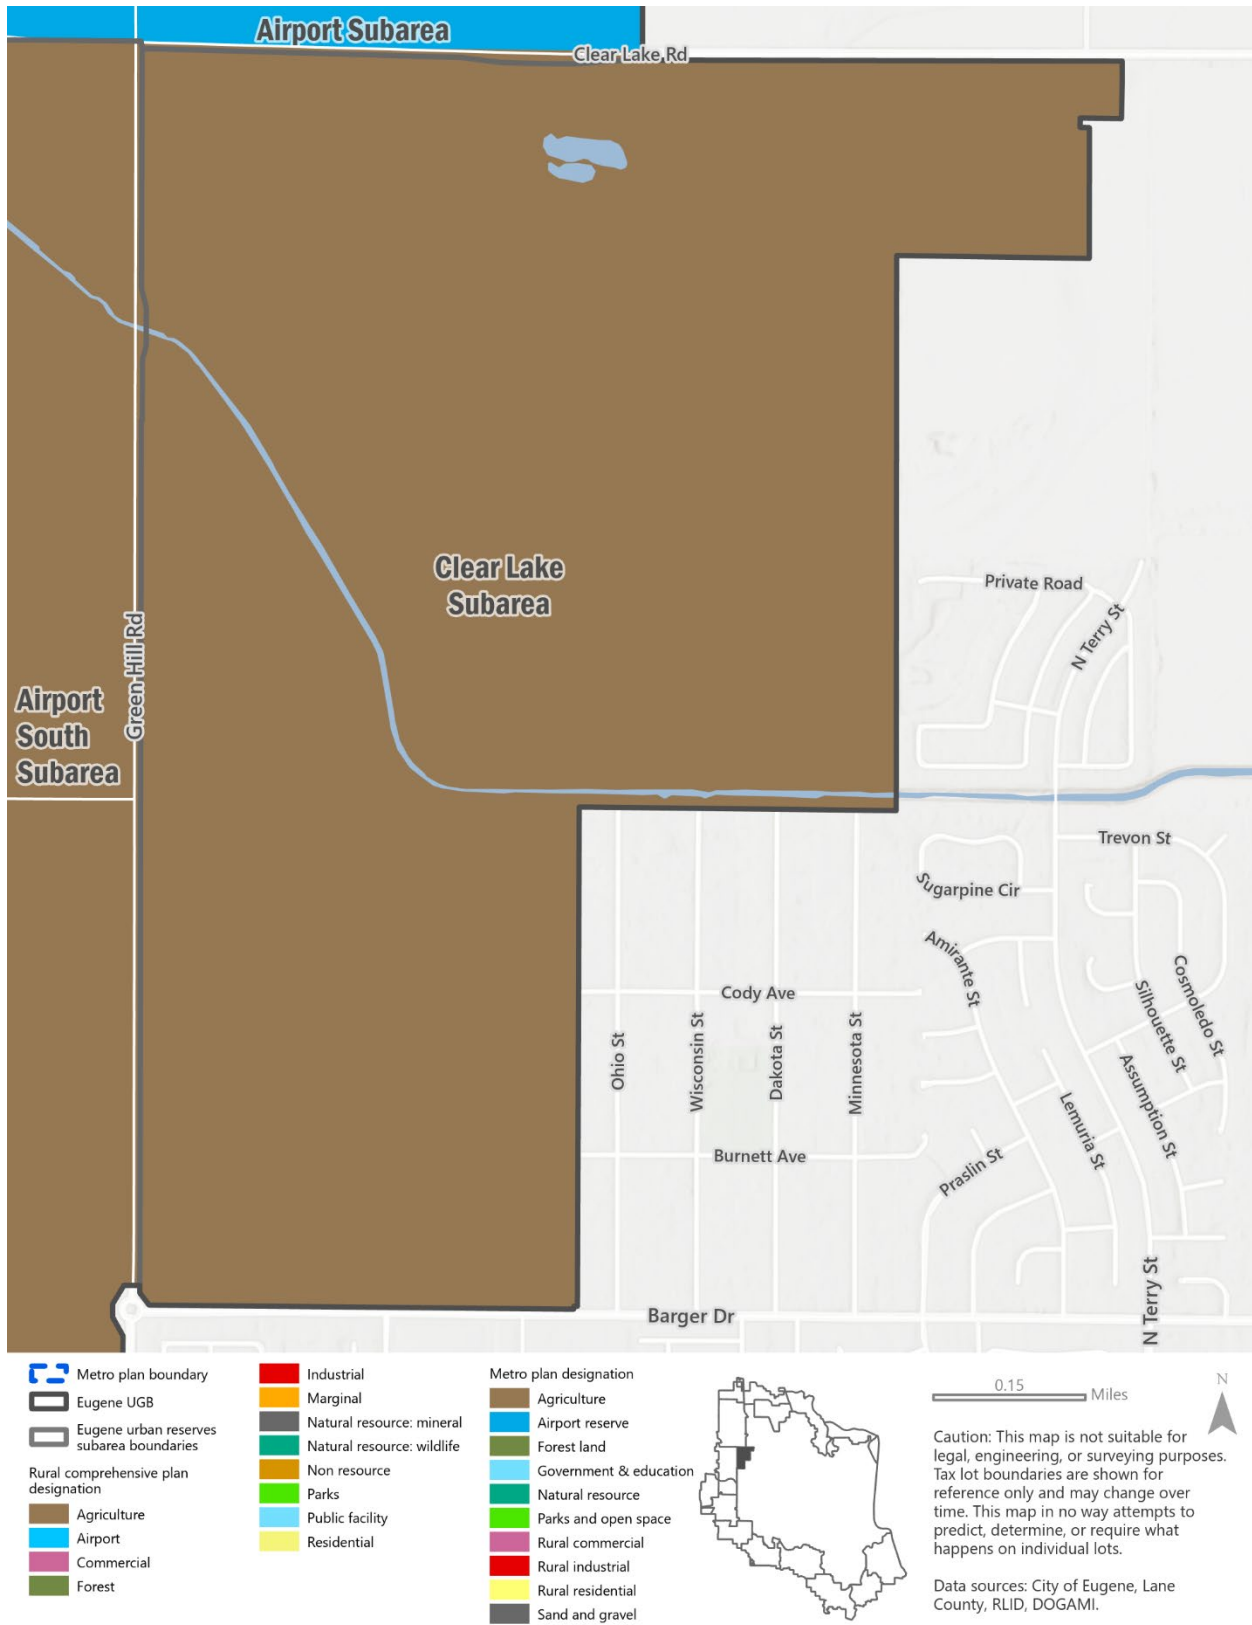 Airport Subarea
Clear Lake Rd
Clear Lake
Subarea
Private Road
N Terry St
Green Hill Rd
Airport
South
Subarea
Trevon St
Sugarpine Cir
Amirante St
Cosmoledo St
Silhouette St
Cody Ave
Ohio St
Wisconsin St
Dakota St
Minnesota St
Assumption St
Lemuria St
Burnett Ave
Praslin St
N Terry St
Barger Dr
Metro plan boundary
Eugene UGB
Eugene urban reserves
subarea boundaries
Rural comprehensive plan
designation
Agriculture
Airport
Commercial
Forest
Industrial
Marginal
Natural resource: mineral
Natural resource: wildlife
Non resource
Parks
Public facility
Residential
Metro plan designation
Agriculture
Airport reserve
Forest land
Government & education
Natural resource
Parks and open space
Rural commercial
Rural industrial
Rural residential
Sand and gravel
0.15
Miles
N
Caution: This map is not suitable for
legal, engineering, or surveying purposes.
Tax lot boundaries are shown for
reference only and may change over
time. This map in no way attempts to
predict, determine, or require what
happens on individual lots.
Data sources: City of Eugene, Lane
County, RLID, DOGAMI.